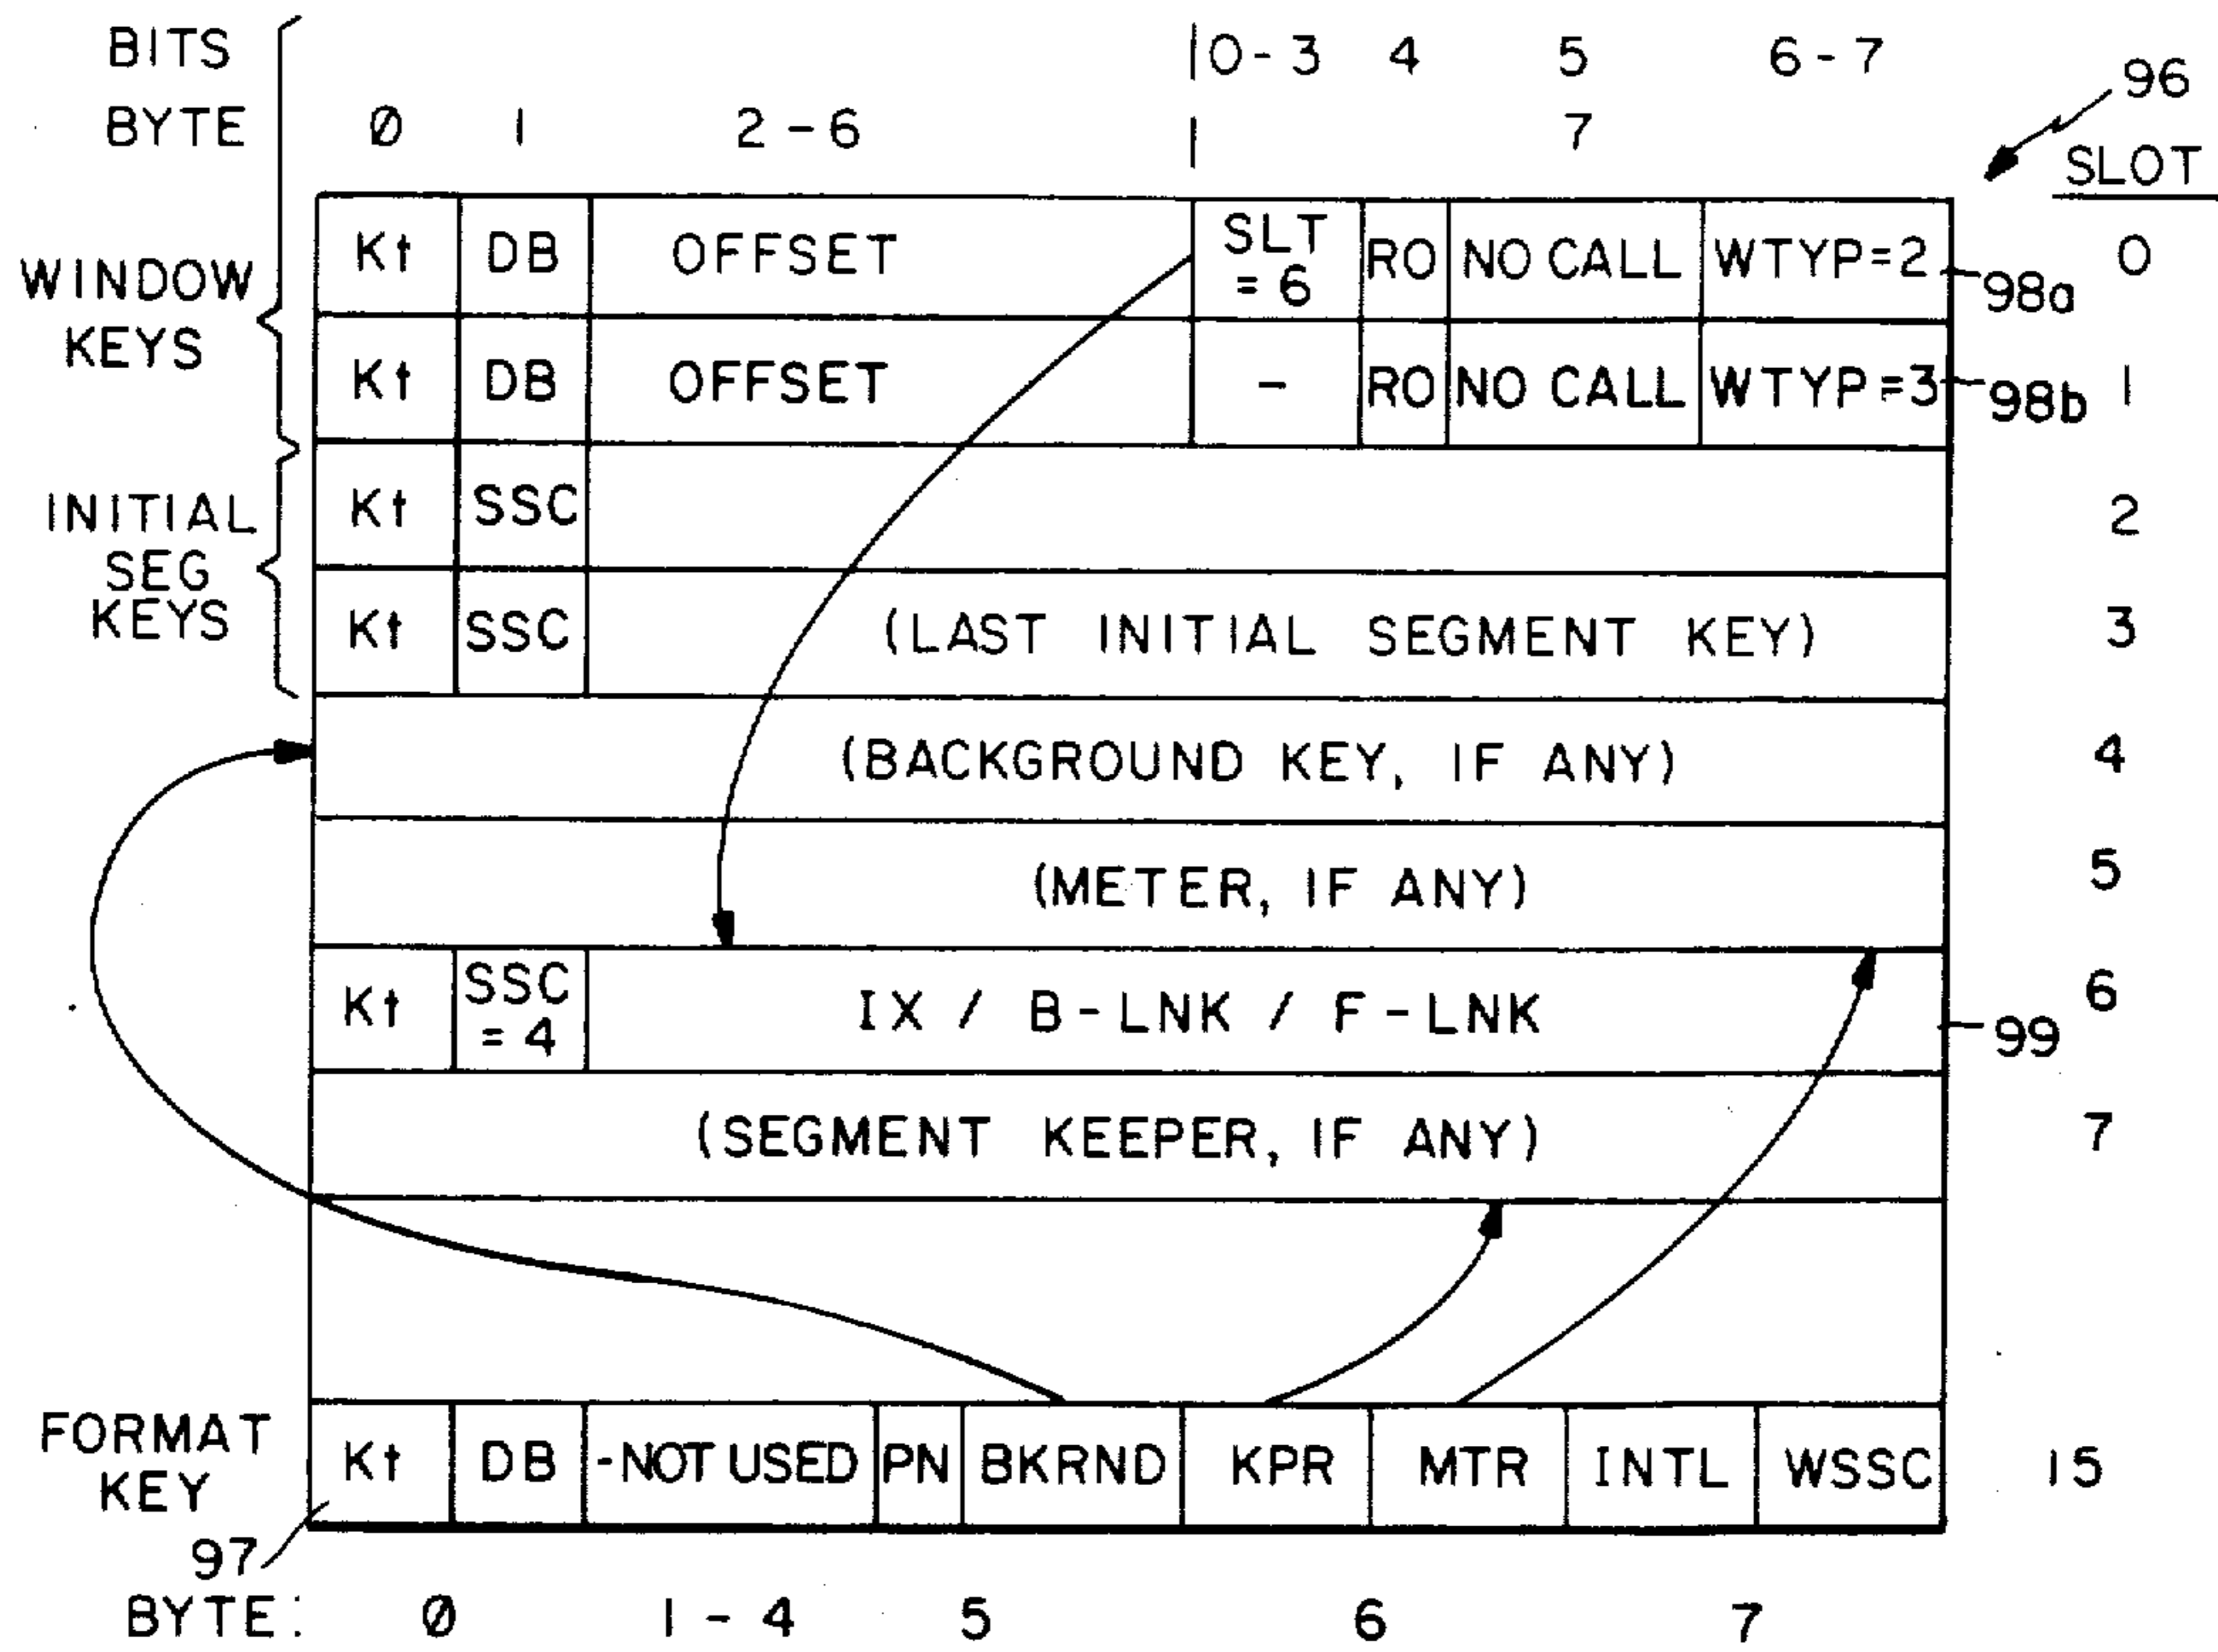 BITS |0-3 4 5 6-7
BYTE Ø 1 2-6 | 7
96
SLOT
WINDOW KEYS
Kt DB OFFSET SLT = 6 RO NO CALL WTYP=2 98a 0
Kt DB OFFSET - RO NO CALL WTYP=3 98b 1
INITIAL SEG KEYS
Kt SSC 2
Kt SSC (LAST INITIAL SEGMENT KEY) 3
(BACKGROUND KEY, IF ANY) 4
(METER, IF ANY) 5
Kt SSC = 4 IX / B-LNK / F-LNK 6
99
(SEGMENT KEEPER, IF ANY) 7
FORMAT KEY
Kt DB -NOT USED PN BKRND KPR MTR INTL WSSC 15
97
BYTE: Ø 1-4 5 6 7